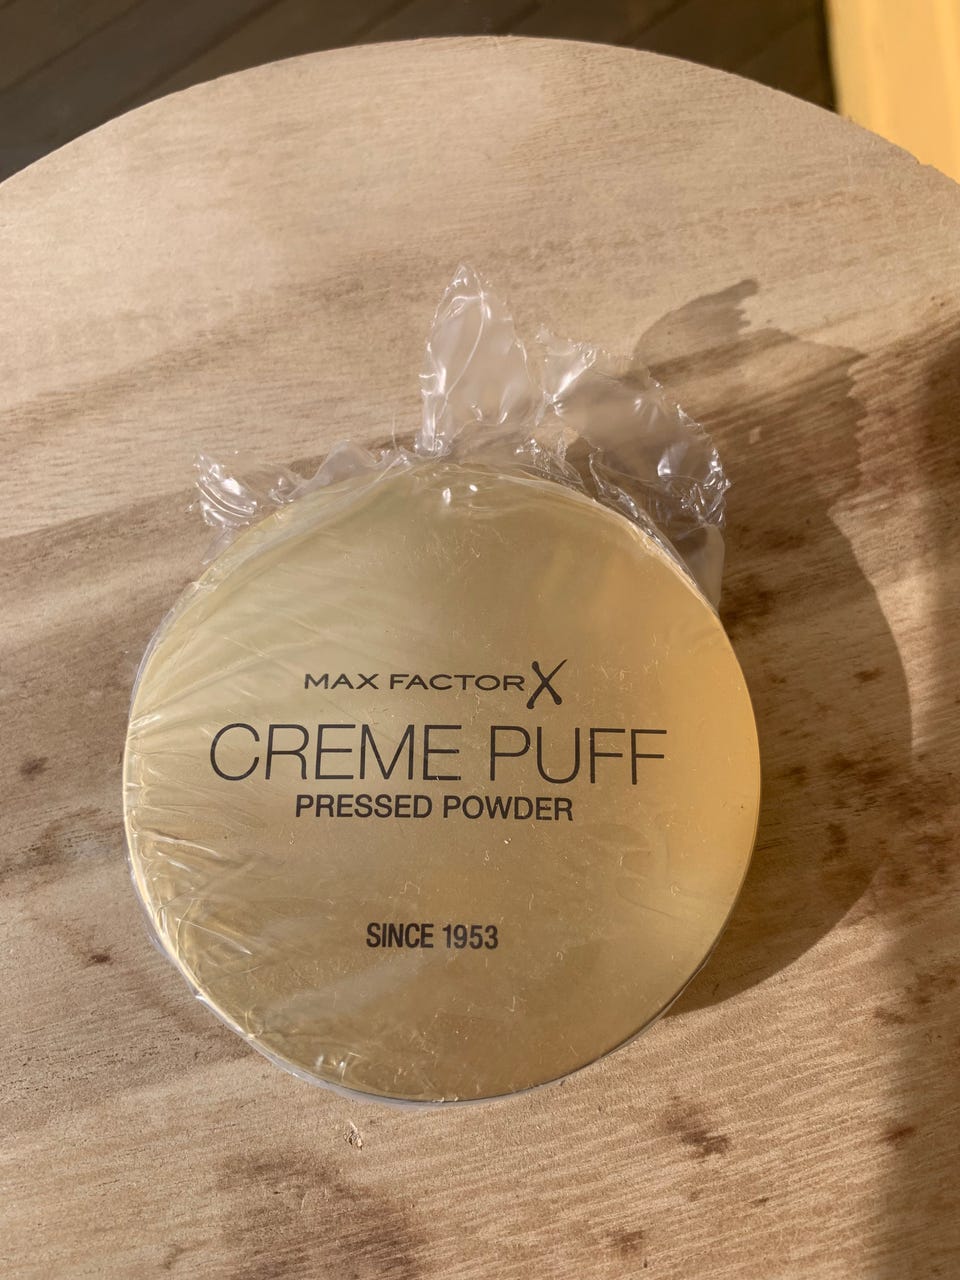 MAX FACTOR X
CREME PUFF
PRESSED POWDER
SINCE 1953